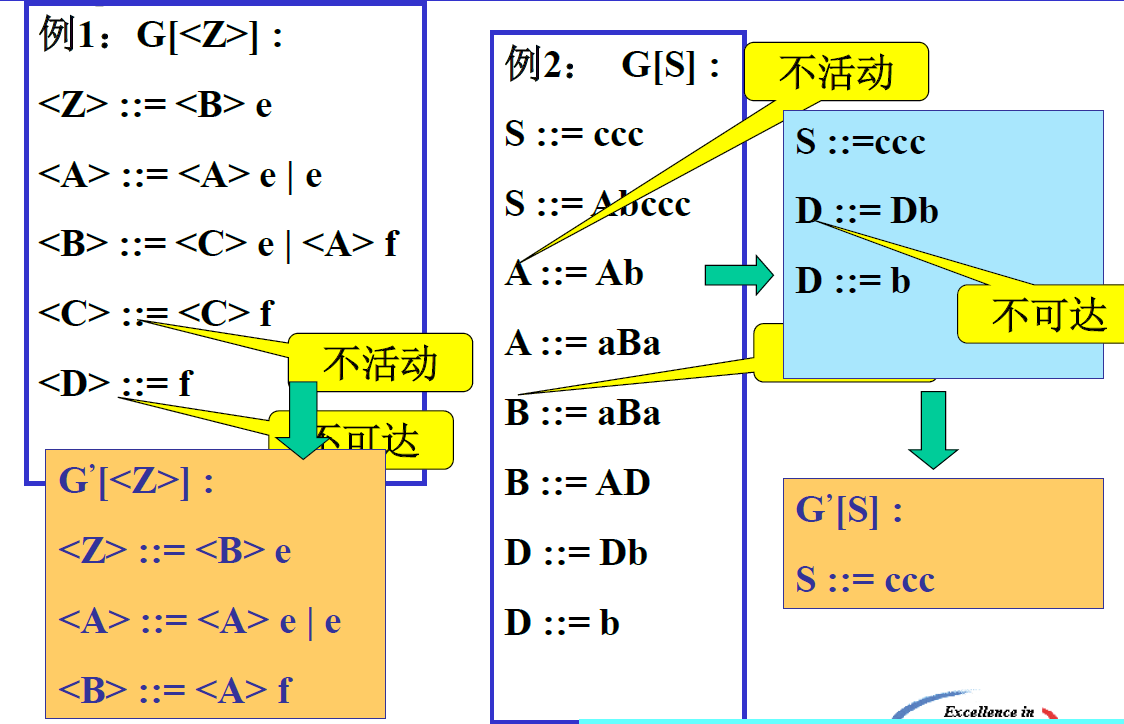 例1：G[<Z>] :
<Z> ::= <B> e
<A> ::= <A> e | e
<B> ::= <C> e | <A> f
<C> ::= <C> f
不活动
<D> ::= f
不可达
G’[<Z>] :
<Z> ::= <B> e
<A> ::= <A> e | e
<B> ::= <A> f
例2： G[S] :
不活动
S ::= ccc
S ::= Abccc
A ::= Ab
A ::= aBa
B ::= aBa
B ::= AD
D ::= Db
D ::= b
S ::=ccc
D ::= Db
D ::= b
不可达
G’[S] :
S ::= ccc
Excellence in